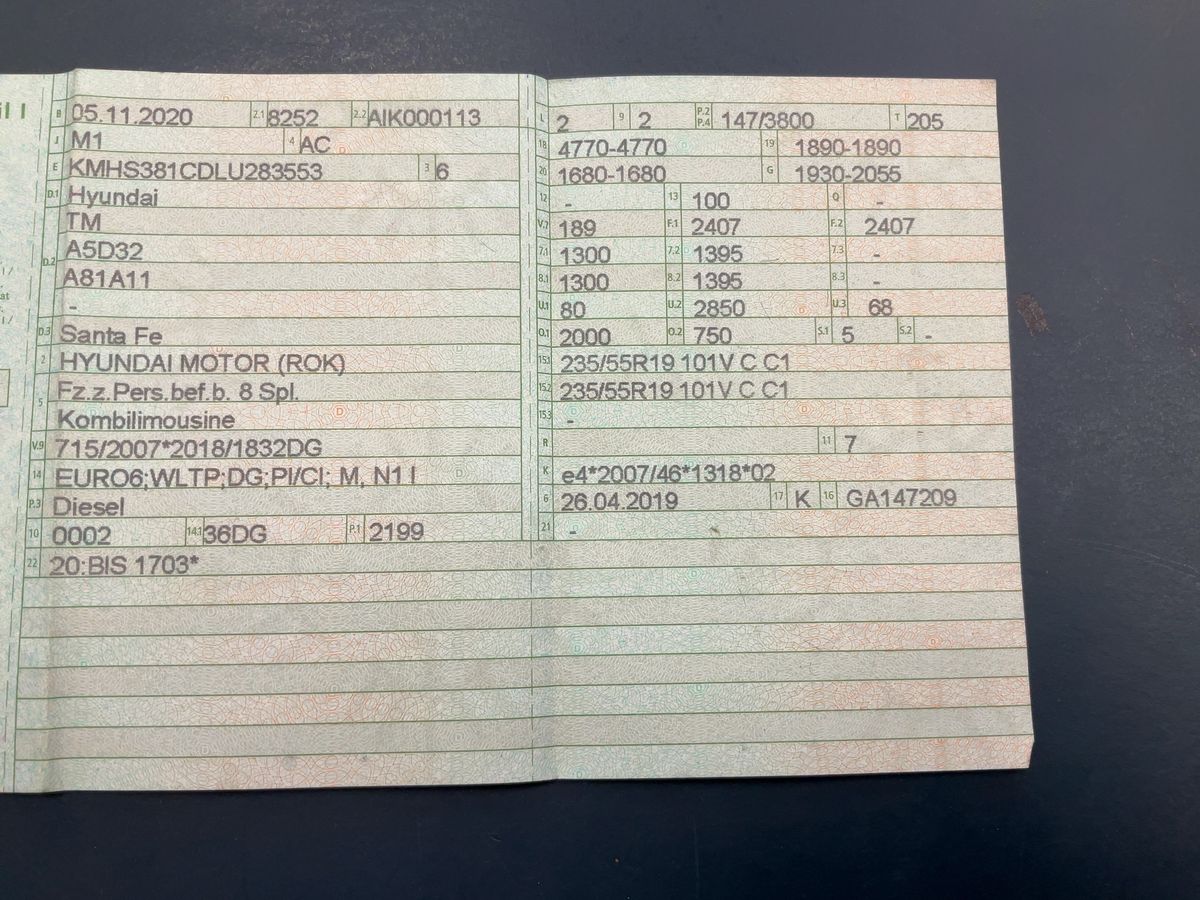 il I
B 05.11.2020 2.1 8252 2.2 AIK000113
J M1 4 AC
E KMHS381CDLU283553 3 6
D.1 Hyundai
TM
D.2 A5D32
A81A11
-
D.3 Santa Fe
2 HYUNDAI MOTOR (ROK)
5 Fz.z.Pers.bef.b. 8 Spl.
Kombilimousine
V.9 715/2007*2018/1832DG
14 EURO6;WLTP;DG;PI/CI; M, N1 I
P.3 Diesel
10 0002 14.1 36DG P.1 2199
22 20:BIS 1703*
L 2 9 2 P.2 P.4 147/3800 T 205
18 4770-4770 19 1890-1890
20 1680-1680 G 1930-2055
12 - 13 100 Q -
V.7 189 F.1 2407 F.2 2407
7.1 1300 7.2 1395 7.3 -
8.1 1300 8.2 1395 8.3 -
U.1 80 U.2 2850 U.3 68
O.1 2000 O.2 750 S.1 5 S.2 -
15.1 235/55R19 101V C C1
15.2 235/55R19 101V C C1
15.3 -
R 11 7
K e4*2007/46*1318*02
6 26.04.2019 17 K 16 GA147209
21 -